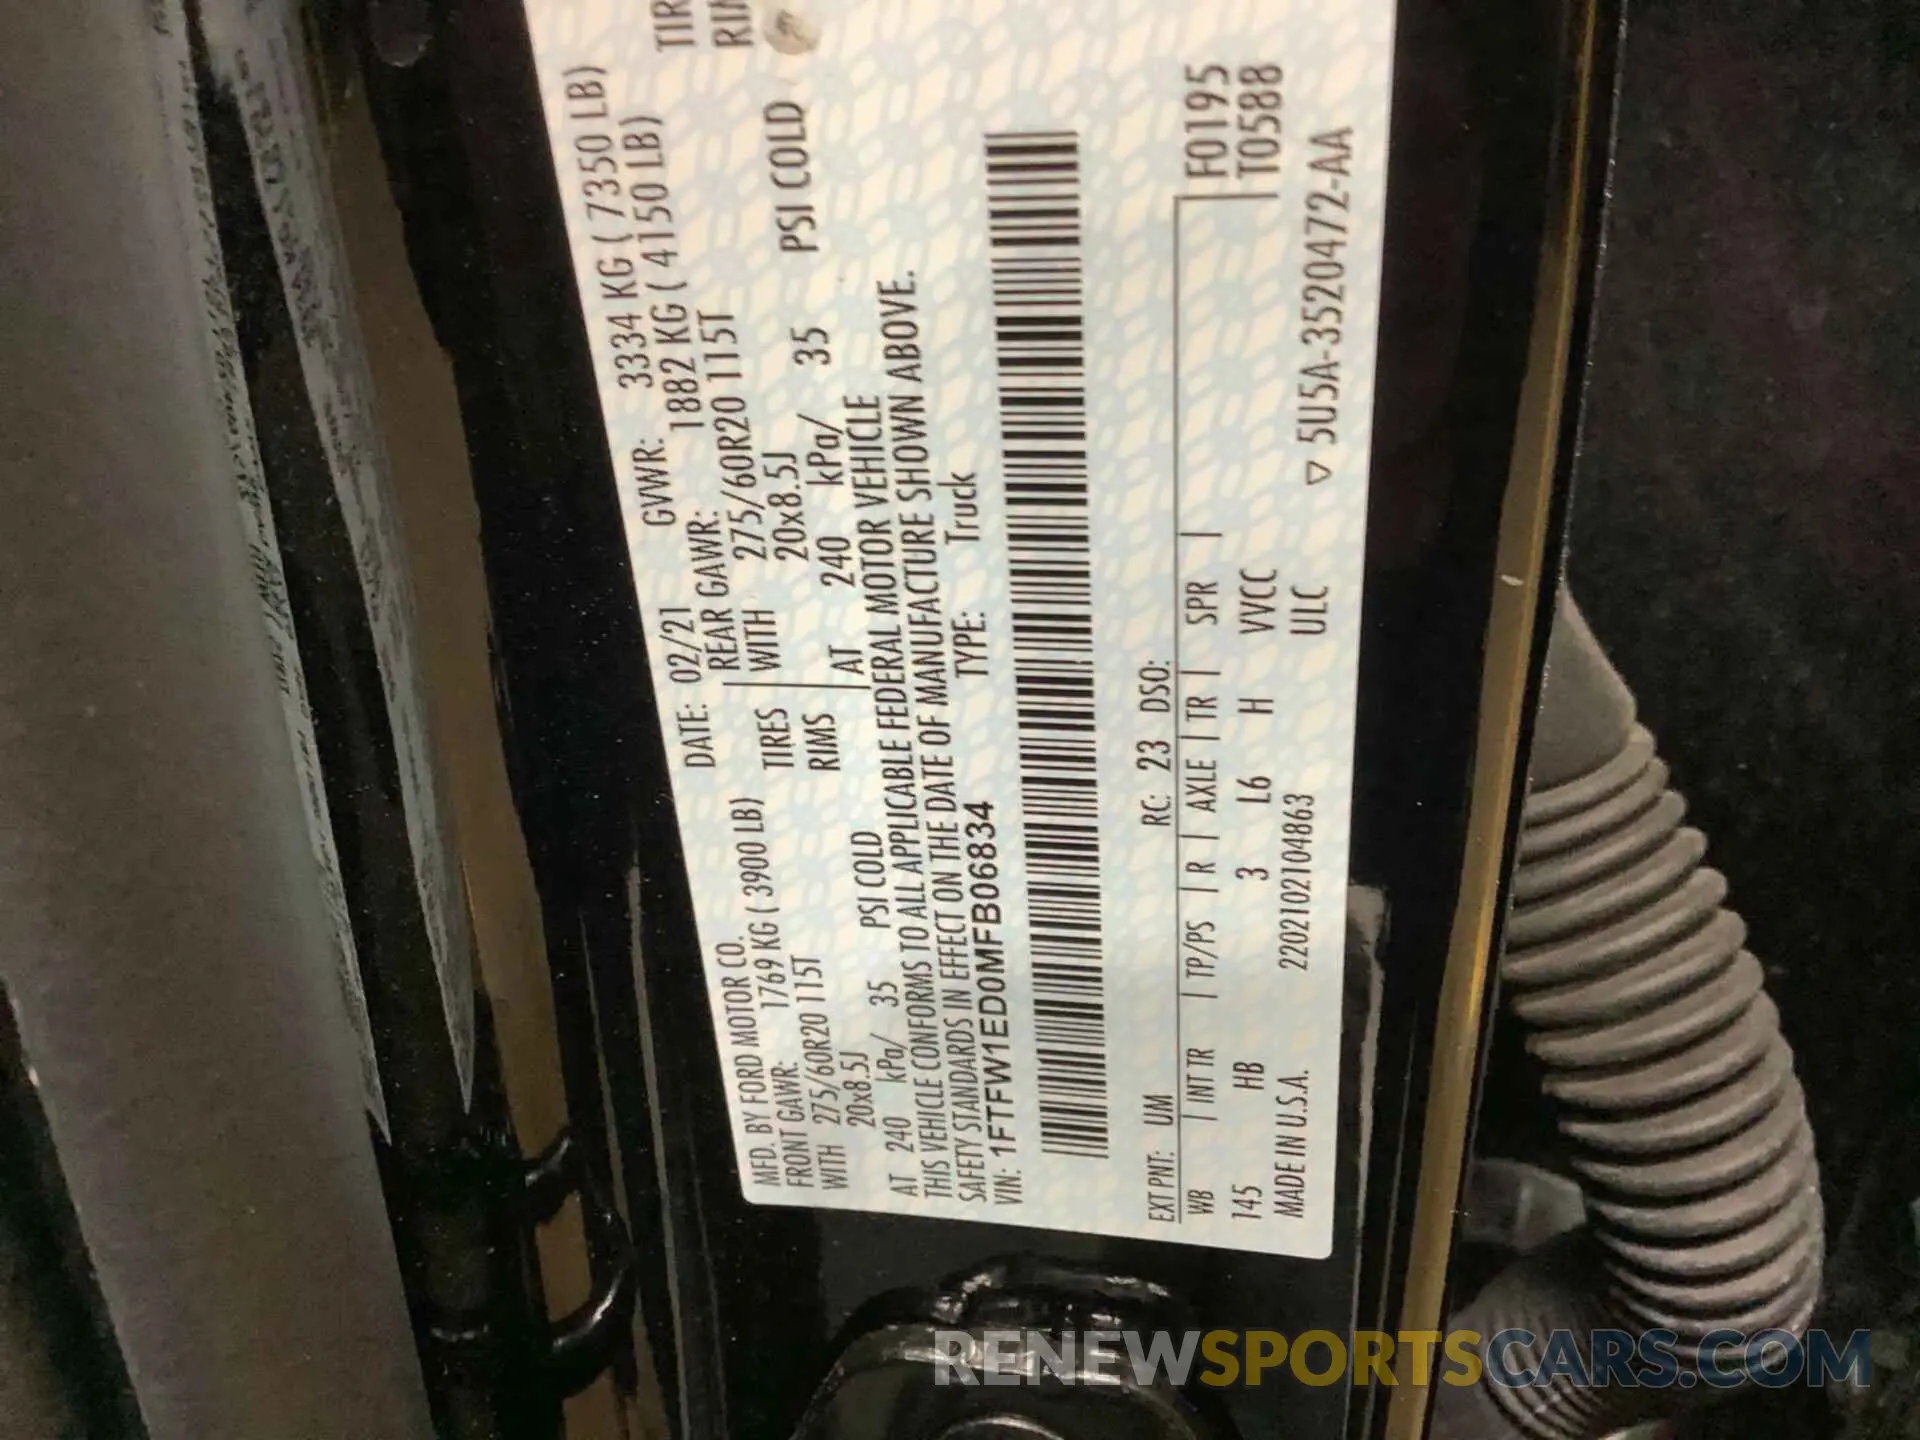 MFD. BY FORD MOTOR CO. DATE: 02/21 GVWR: 3334 KG ( 7350 LB)
FRONT GAWR: 1769 KG ( 3900 LB) REAR GAWR: 1882 KG ( 4150 LB)
WITH 275/60R20 115T TIRES WITH 275/60R20 115T TIR
20x8.5J RIMS 20x8.5J RIM
AT 240 kPa/ 35 PSI COLD AT 240 kPa/ 35 PSI COLD
THIS VEHICLE CONFORMS TO ALL APPLICABLE FEDERAL MOTOR VEHICLE
SAFETY STANDARDS IN EFFECT ON THE DATE OF MANUFACTURE SHOWN ABOVE.
VIN: 1FTFW1ED0MFB06834 TYPE: Truck
EXT PNT: UM RC: 23 DSO:
WB INT TR TP/PS R AXLE TR SPR F0195
145 HB 3 L6 H VVCC T0588
MADE IN U.S.A. 2202102104863 ULC
▽ 5U5A-3520472-AA
RENEWSPORTSCARS.COM